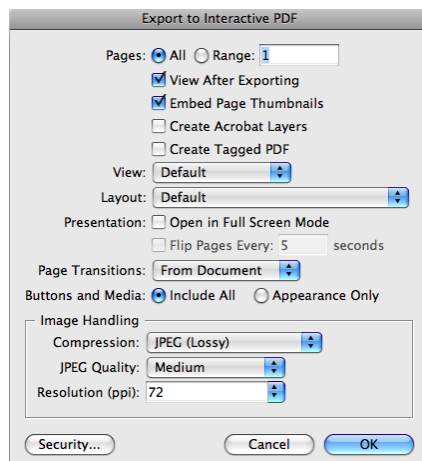 Export to Interactive PDF
Pages: All Range: 1
View After Exporting
Embed Page Thumbnails
Create Acrobat Layers
Create Tagged PDF
View: Default
Layout: Default
Presentation: Open in Full Screen Mode
Flip Pages Every: 5 seconds
Page Transitions: From Document
Buttons and Media: Include All Appearance Only
Image Handling
Compression: JPEG (Lossy)
JPEG Quality: Medium
Resolution (ppi): 72
Security... Cancel OK